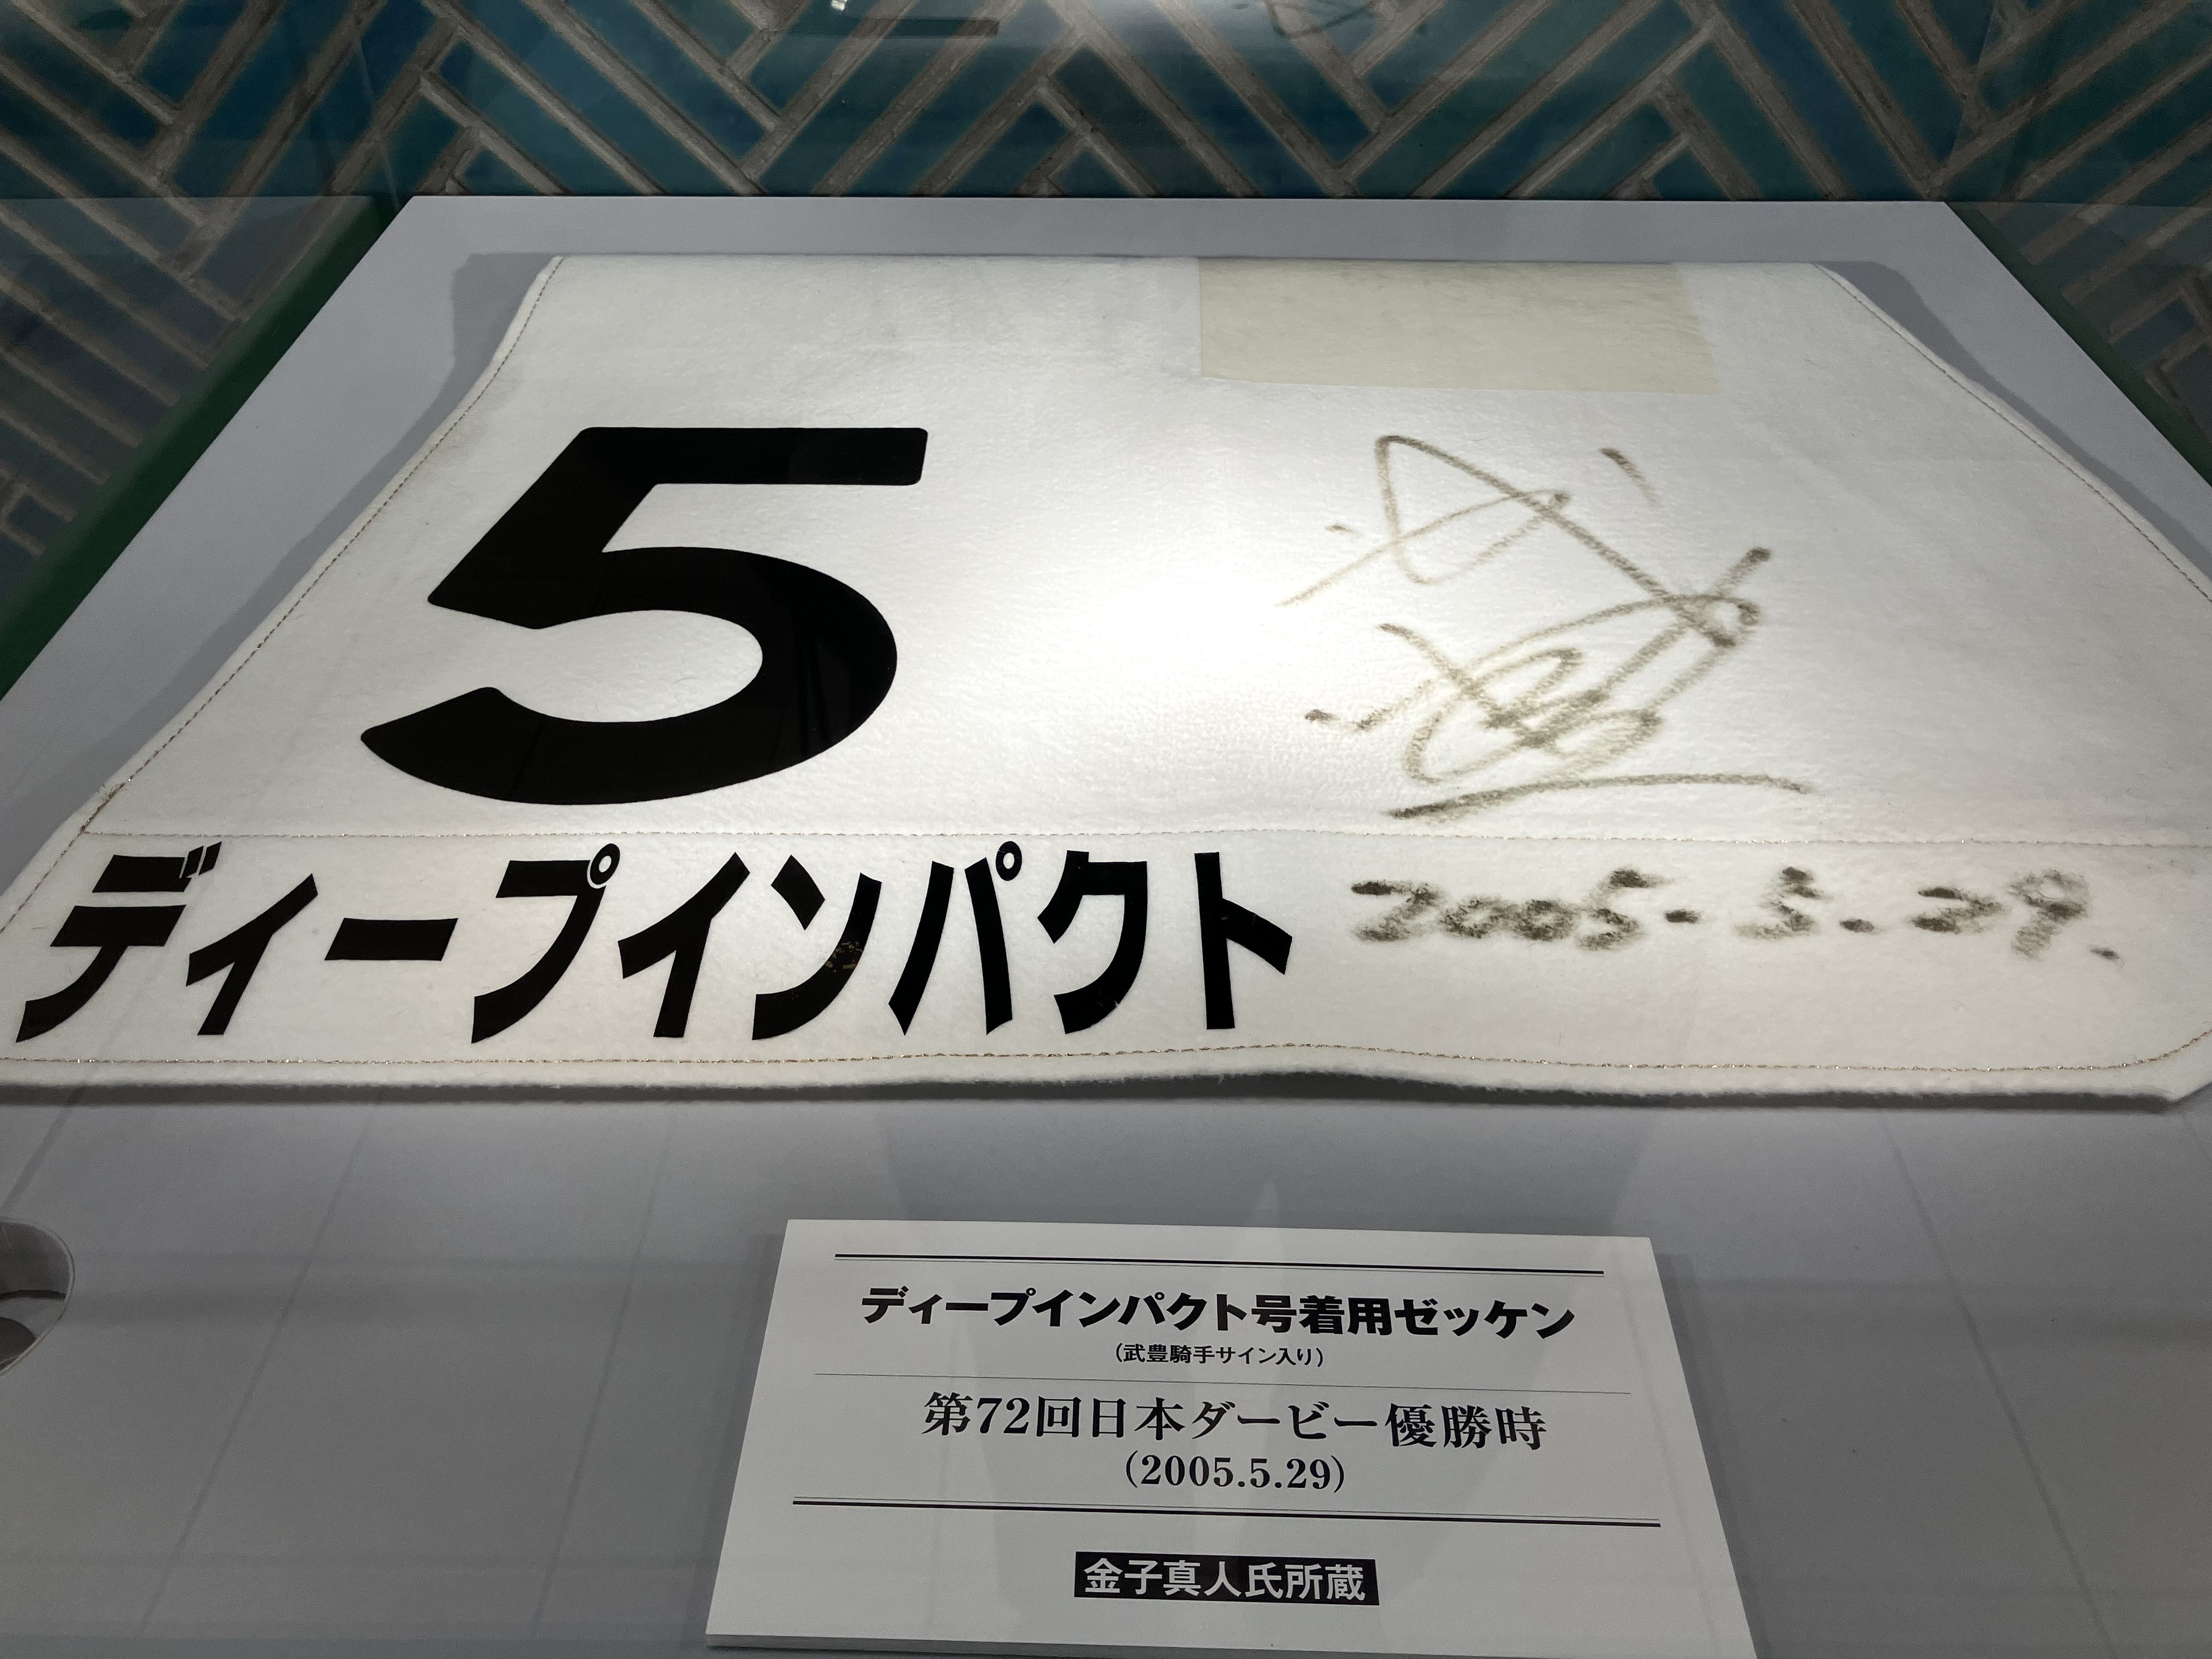 5
武豊
ディープインパクト
2005-5.29.
ディープインパクト号着用ゼッケン
(武豊騎手サイン入り)
第72回日本ダービー優勝時
(2005.5.29)
金子真人氏所蔵